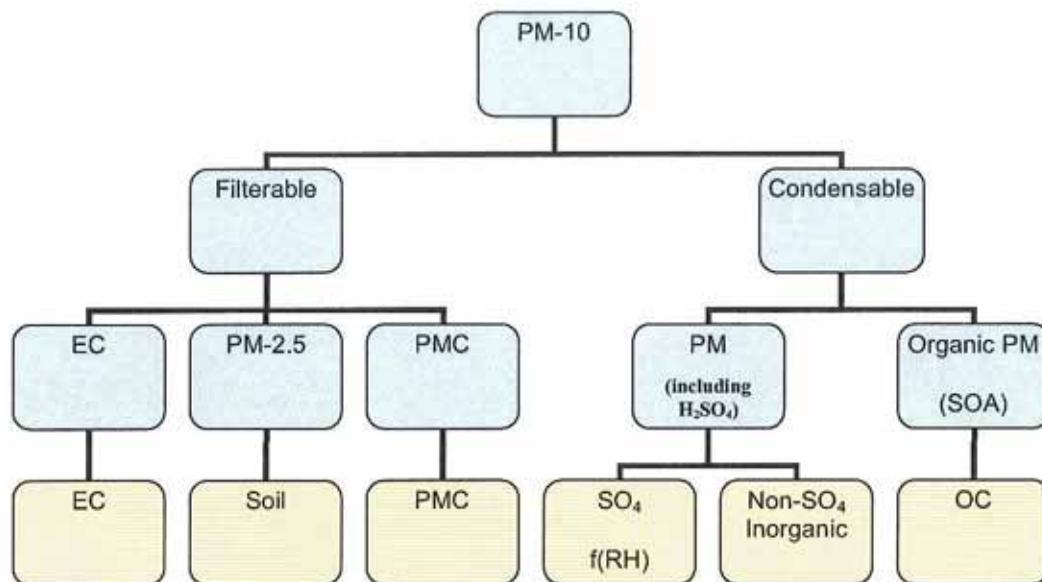 PM-10
Filterable
Condensable
EC
PM-2.5
PMC
PM
(including
H₂SO₄)
Organic PM
(SOA)
EC
Soil
PMC
SO₄
f(RH)
Non-SO₄
Inorganic
OC